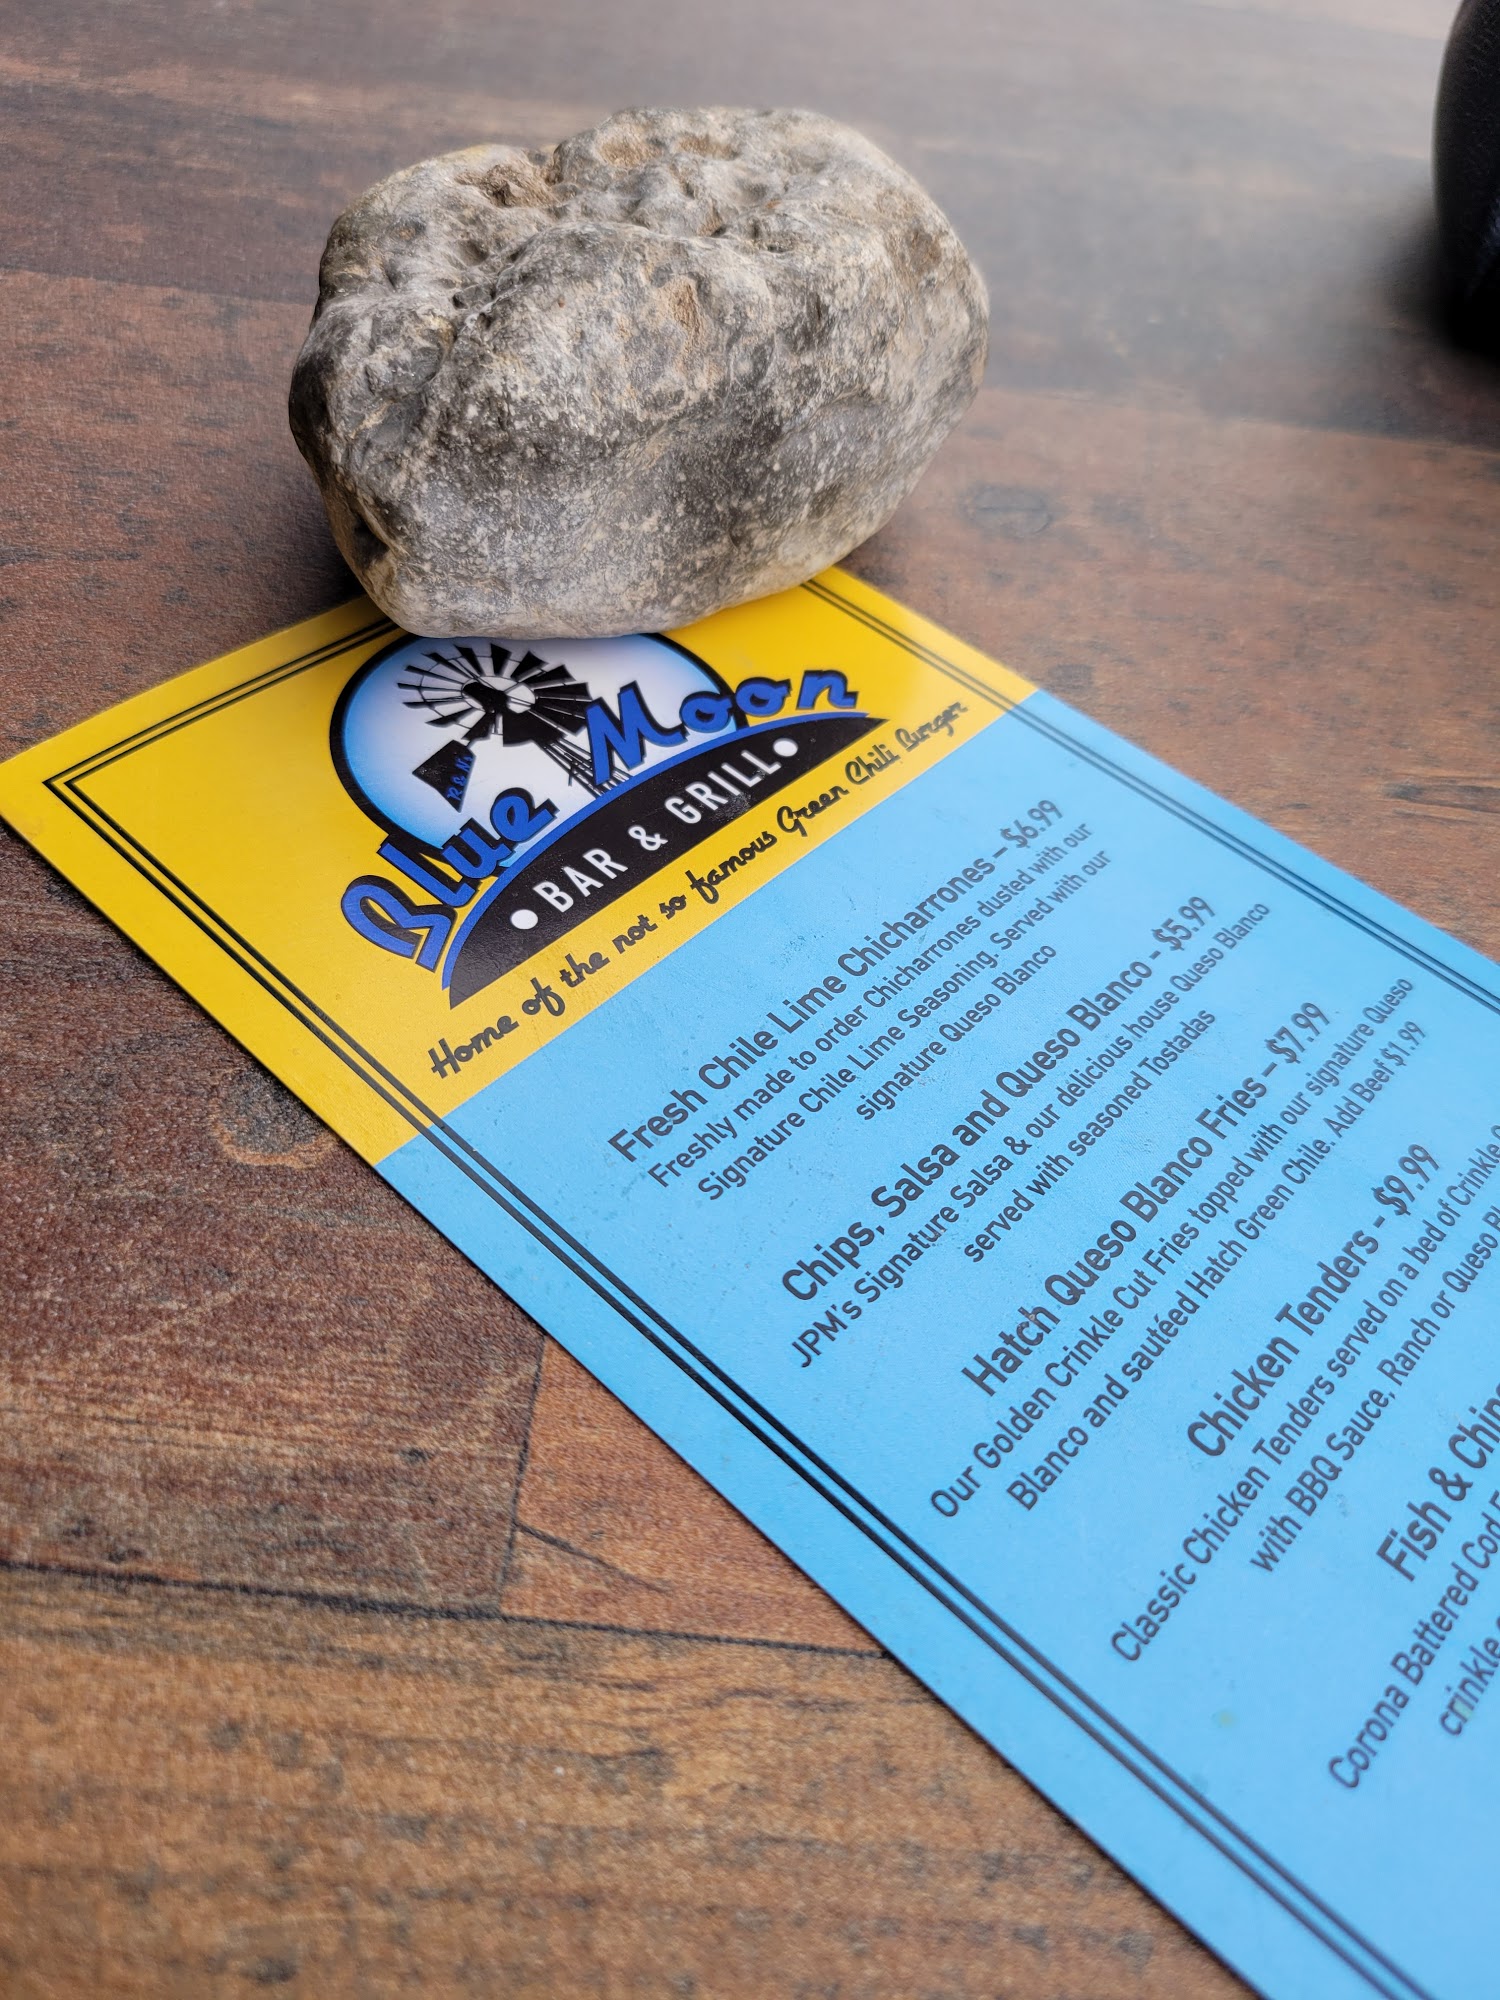 Blue Moon
BAR & GRILL
Home of the not so famous Green Chili Burger
Fresh Chile Lime Chicharrones – $6.99
Freshly made to order Chicharrones dusted with our
Signature Chile Lime Seasoning. Served with our
signature Queso Blanco
Chips, Salsa and Queso Blanco - $5.99
JPM's Signature Salsa & our delicious house Queso Blanco
served with seasoned Tostadas
Hatch Queso Blanco Fries – $7.99
Our Golden Crinkle Cut Fries topped with our signature Queso
Blanco and sautéed Hatch Green Chile. Add Beef $1.99
Chicken Tenders - $9.99
Classic Chicken Tenders served on a bed of Crinkle
with BBQ Sauce, Ranch or Queso
Fish & Chips
Corona Battered Cod
crinkle